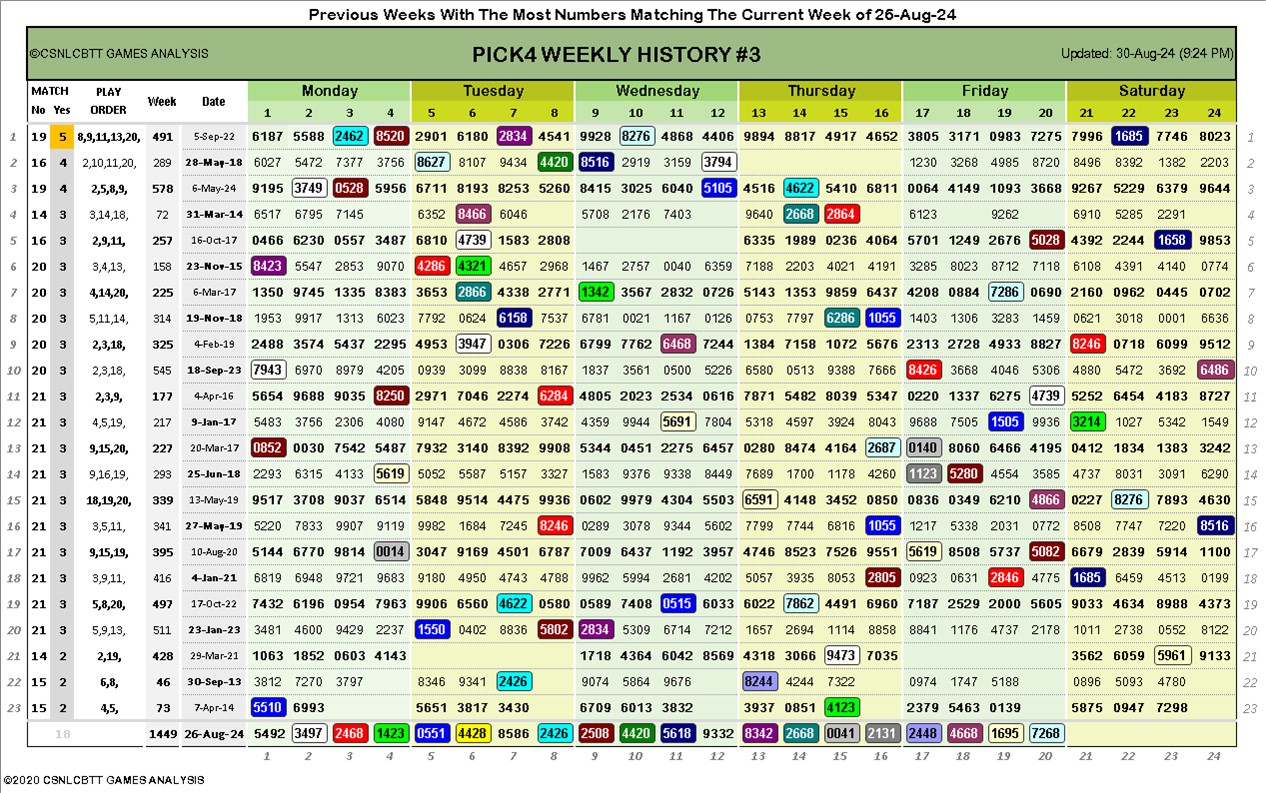 Previous Weeks With The Most Numbers Matching The Current Week of 26-Aug-24
©CSNLCBTT GAMES ANALYSIS PICK4 WEEKLY HISTORY #3 Updated: 30-Aug-24 (9:24 PM)
MATCH PLAY Week Date Monday Tuesday Wednesday Thursday Friday Saturday
No Yes ORDER 1 2 3 4 5 6 7 8 9 10 11 12 13 14 15 16 17 18 19 20 21 22 23 24
1 19 5 8,9,11,13,20, 491 5-Sep-22 6187 5588 2462 8520 2901 6180 2834 4541 9928 8276 4868 4406 9894 8817 4917 4652 3805 3171 0983 7275 7996 1685 7746 8023 1
2 16 4 2,10,11,20, 289 28-May-18 6027 5472 7377 3756 8627 8107 9434 4420 8516 2919 3159 3794 1230 3268 4985 8720 8496 8392 1382 2203 2
3 19 4 2,5,8,9, 578 6-May-24 9195 3749 0528 5956 6711 8193 8253 5260 8415 3025 6040 5105 4516 4622 5410 6811 0064 4149 1093 3668 9267 5229 6379 9644 3
4 14 3 3,14,18, 72 31-Mar-14 6517 6795 7145 6352 8466 6046 5708 2176 7403 9640 2668 2864 6123 9262 6910 5285 2291 4
5 16 3 2,9,11, 257 16-Oct-17 0466 6230 0557 3487 6810 4739 1583 2808 6335 1989 0236 4064 5701 1249 2676 5028 4392 2244 1658 9853 5
6 20 3 3,4,13, 158 23-Nov-15 8423 5547 2853 9070 4286 4321 4657 2968 1467 2757 0040 6359 7188 2203 4021 4191 3285 8023 8712 7118 6108 4391 4140 0774 6
7 20 3 4,14,20, 225 6-Mar-17 1350 9745 1335 8383 3653 2866 4338 2771 1342 3567 2832 0726 5143 1353 9859 6437 4208 0884 7286 0690 2160 0962 0445 0702 7
8 20 3 5,11,14, 314 19-Nov-18 1953 9917 1313 6023 7792 0624 6158 7537 6781 0021 1167 0126 0753 7797 6286 1055 1403 1306 3283 1459 0621 3018 0001 6636 8
9 20 3 2,3,18, 325 4-Feb-19 2488 3574 5437 2295 4953 3947 0306 7226 6799 7762 6468 7244 1384 7158 1072 5676 2313 2728 4933 8827 8246 0718 6099 9512 9
10 20 3 2,3,18, 545 18-Sep-23 7943 6970 8979 4205 0939 3099 8838 8167 1837 3561 0500 5226 6580 0513 9388 7666 8426 3668 4046 5306 4880 5472 3692 6486 10
11 21 3 2,3,9, 177 4-Apr-16 5654 9688 9035 8250 2971 7046 2274 6284 4805 2023 2534 0616 7871 5482 8039 5347 0220 1337 6275 4739 5252 6454 4183 8727 11
12 21 3 4,5,19, 217 9-Jan-17 5483 3756 2306 4080 9147 4672 4586 3742 4359 9944 5691 7804 5318 4597 3924 8043 9688 7505 1505 9936 3214 1027 5342 1549 12
13 21 3 9,15,20, 227 20-Mar-17 0852 0030 7542 5487 7932 3140 8392 9908 5344 0451 2275 6457 0280 8474 4164 2687 0140 8060 6466 4195 0412 1834 1383 3242 13
14 21 3 9,16,19, 293 25-Jun-18 2293 6315 4133 5619 5052 5587 5157 3327 1583 9376 9338 8449 7689 1700 1178 4260 1123 5280 4554 3585 4737 8031 3091 6290 14
15 21 3 18,19,20, 339 13-May-19 9517 3708 9037 6514 5848 9514 4475 9936 0602 9979 4304 5503 6591 4148 3452 0850 0836 0349 6210 4866 0227 8276 7893 4630 15
16 21 3 3,5,11, 341 27-May-19 5220 7833 9907 9119 9982 1684 7245 8246 0289 3078 9344 5602 7799 7744 6816 1055 1217 5338 2031 0772 8508 7747 7220 8516 16
17 21 3 9,15,19, 395 10-Aug-20 5144 6770 9814 0014 3047 9169 4501 6787 7009 6437 1192 3957 4746 8523 7526 9551 5619 8508 5737 5082 6679 2839 5914 1100 17
18 21 3 3,9,11, 416 4-Jan-21 6819 6948 9721 9683 9180 4950 4743 4788 9962 5994 2681 4202 5057 3935 8053 2805 0923 0631 2846 4775 1685 6459 4513 0199 18
19 21 3 5,8,20, 497 17-Oct-22 7432 6196 0954 7963 9906 6560 4622 0580 0589 7408 0515 6033 6022 7862 4491 6960 7187 2529 2000 5605 9033 4634 8988 4373 19
20 21 3 5,9,13, 511 23-Jan-23 3481 4600 9429 2237 1550 0402 8836 5802 2834 5309 6714 7212 1657 2694 1114 8858 8841 1176 4737 2178 1011 2738 0552 8122 20
21 14 2 2,19, 428 29-Mar-21 1063 1852 0603 4143 1718 4364 6042 8569 4318 3066 9473 7035 3562 6059 5961 9133 21
22 15 2 6,8, 46 30-Sep-13 3812 7270 3797 8346 9341 2426 9074 5864 9676 8244 4244 7322 0974 1747 5188 0896 5093 4780 22
23 15 2 4,5, 73 7-Apr-14 5510 6993 5651 3817 3430 6709 6013 3832 3937 0851 4123 2379 5463 0139 5875 0947 7298 23
18 1449 26-Aug-24 5492 3497 2468 1423 0551 4428 8586 2426 2508 4420 5618 9332 8342 2668 0041 2131 2448 4668 1695 7268
1 2 3 4 5 6 7 8 9 10 11 12 13 14 15 16 17 18 19 20 21 22 23 24
©2020 CSNLCBTT GAMES ANALYSIS